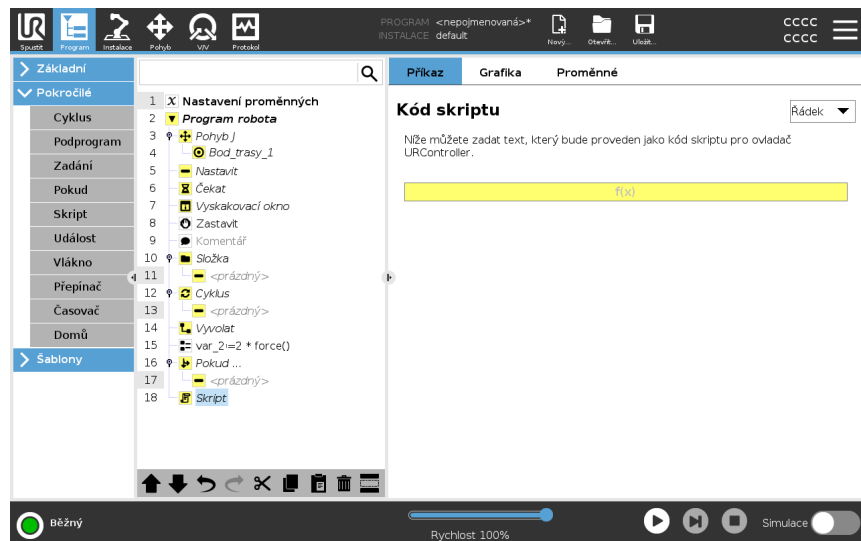 PROGRAM <nepojmenovaná>*
INSTALACE default
CCCC
CCCC
Spustit
Program
Instalace
Pohyb
V/V
Protokol
Nový...
Otevřít...
Uložit...
Základní
Pokročilé
Cyklus
Podprogram
Zadání
Pokud
Skript
Událost
Vlákno
Přepínač
Časovač
Domů
Šablony
1 X Nastavení proměnných
2 Program robota
3 Pohyb J
4 Bod_trasy_1
5 Nastavit
6 Čekat
7 Vyskakovací okno
8 Zastavit
9 Komentář
10 Složka
11 <prázdný>
12 Cyklus
13 <prázdný>
14 Vyvolat
15 var_2:=2 * force()
16 Pokud ...
17 <prázdný>
18 Skript
Příkaz
Grafika
Proměnné
Kód skriptu
Řádek
Níže můžete zadat text, který bude proveden jako kód skriptu pro ovladač
URController.
f(x)
Běžný
Rychlost 100%
Simulace